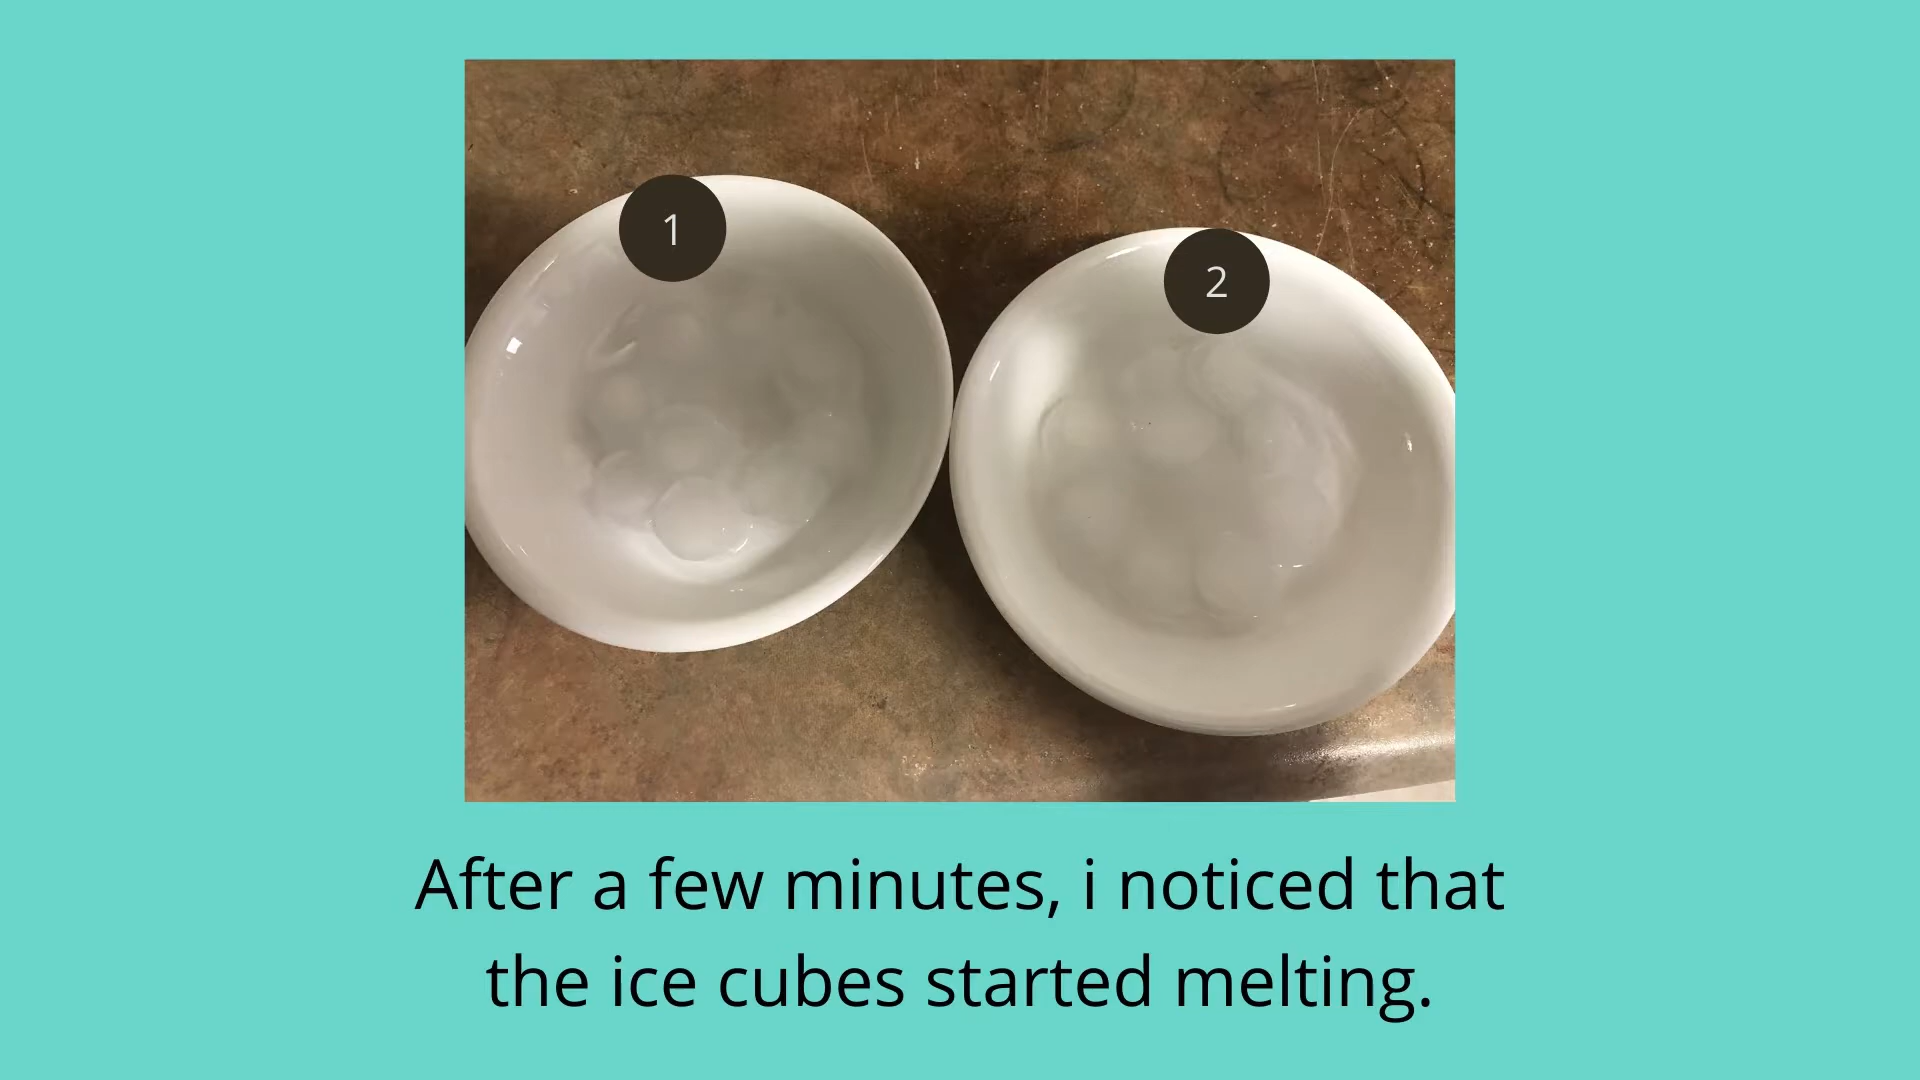 1
2
After a few minutes, i noticed that
the ice cubes started melting.